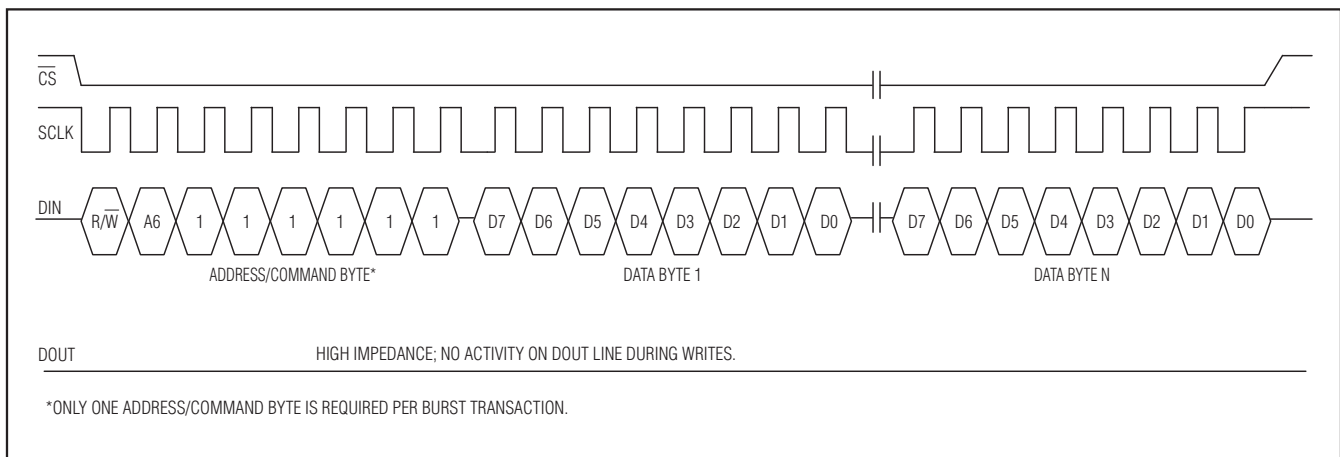 CS
SCLK
DIN R/W A6 1 1 1 1 1 1 D7 D6 D5 D4 D3 D2 D1 D0 D7 D6 D5 D4 D3 D2 D1 D0
ADDRESS/COMMAND BYTE* DATA BYTE 1 DATA BYTE N
DOUT HIGH IMPEDANCE; NO ACTIVITY ON DOUT LINE DURING WRITES.
*ONLY ONE ADDRESS/COMMAND BYTE IS REQUIRED PER BURST TRANSACTION.